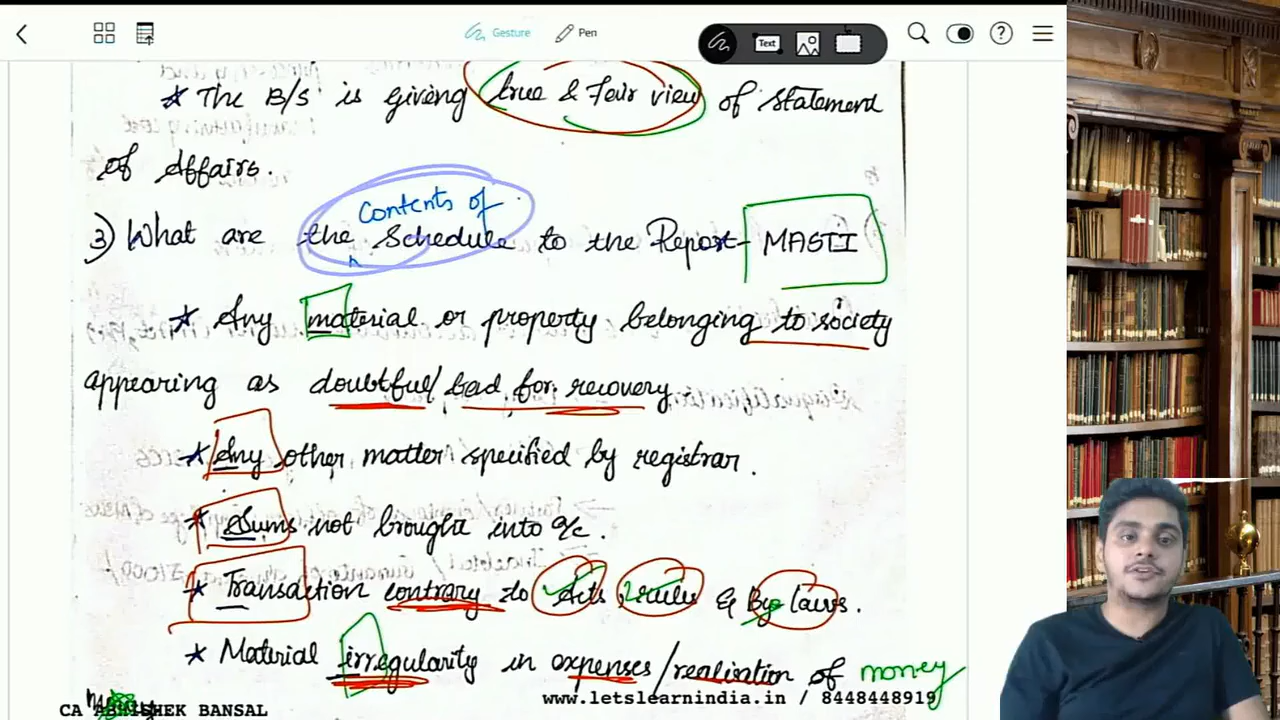 Gesture Pen Text
★ The B/S is giving true & Fair view of statement
of Affairs.
Contents of
3) What are the Schedule to the Report- MASTI
★ Any material or property belonging to society
appearing as doubtful/ bad for recovery
★ Any other matter specified by registrar.
★ Sums not brought into a/c.
★ Transaction contrary to Acts, rules & Bye laws.
★ Material irregularity in expenses/realisation of money
www.letslearnindia.in / 8448448919
CA ABHISHEK BANSAL